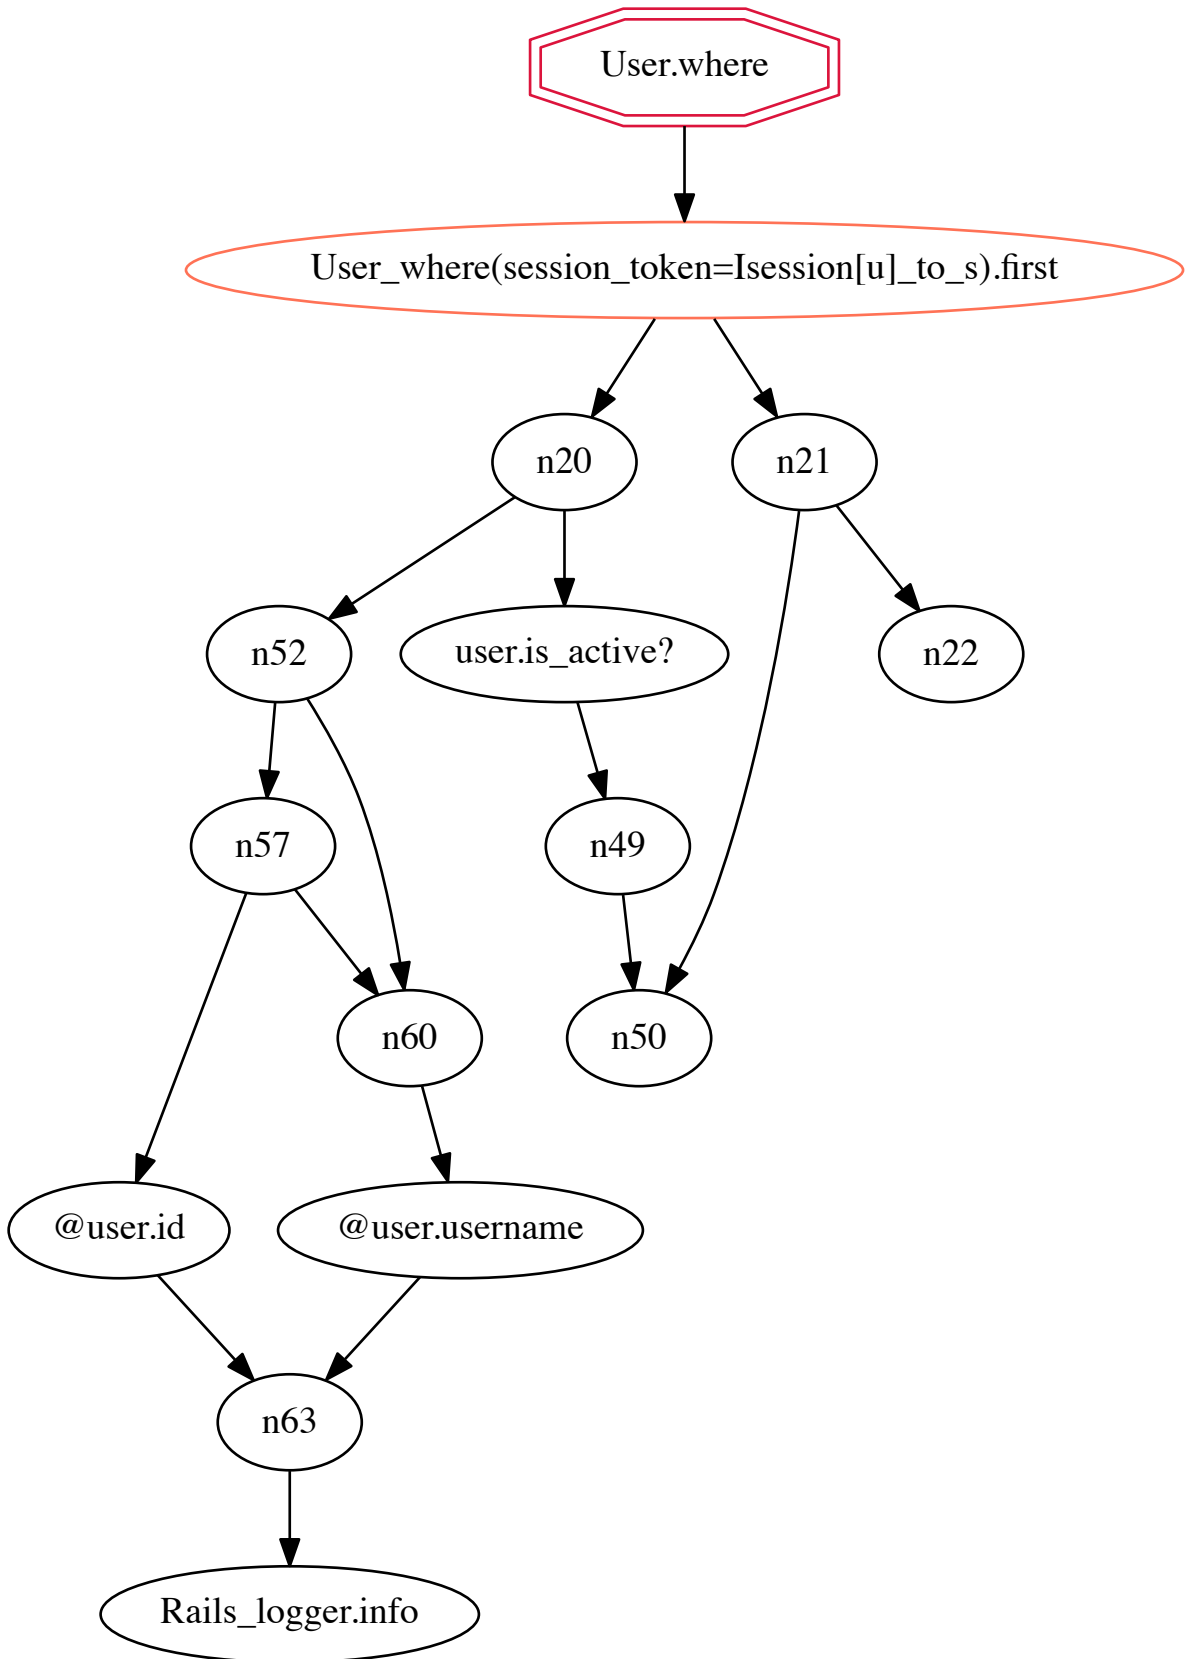 User.where
User_where(session_token=Isession[u]_to_s).first
n20
n21
n52
user.is_active?
n22
n57
n49
n60
n50
@user.id
@user.username
n63
Rails_logger.info